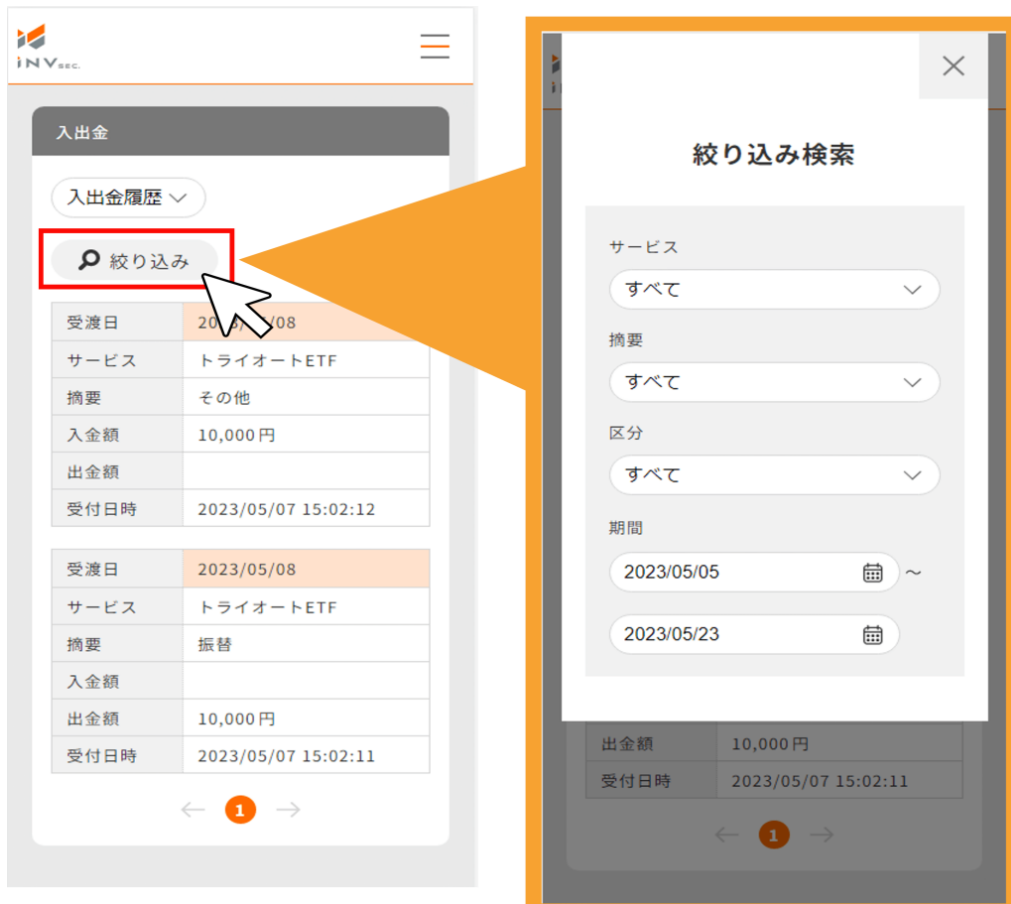 iNVSEC.
入出金
入出金履歴
絞り込み
受渡日
サービス トライオートETF
摘要 その他
入金額 10,000円
出金額
受付日時 2023/05/07 15:02:12
受渡日 2023/05/08
サービス トライオートETF
摘要 振替
入金額
出金額 10,000円
受付日時 2023/05/07 15:02:11
1
絞り込み検索
サービス
すべて
摘要
すべて
区分
すべて
期間
2023/05/05 ～
2023/05/23
出金額 10,000円
受付日時 2023/05/07 15:02:11
1